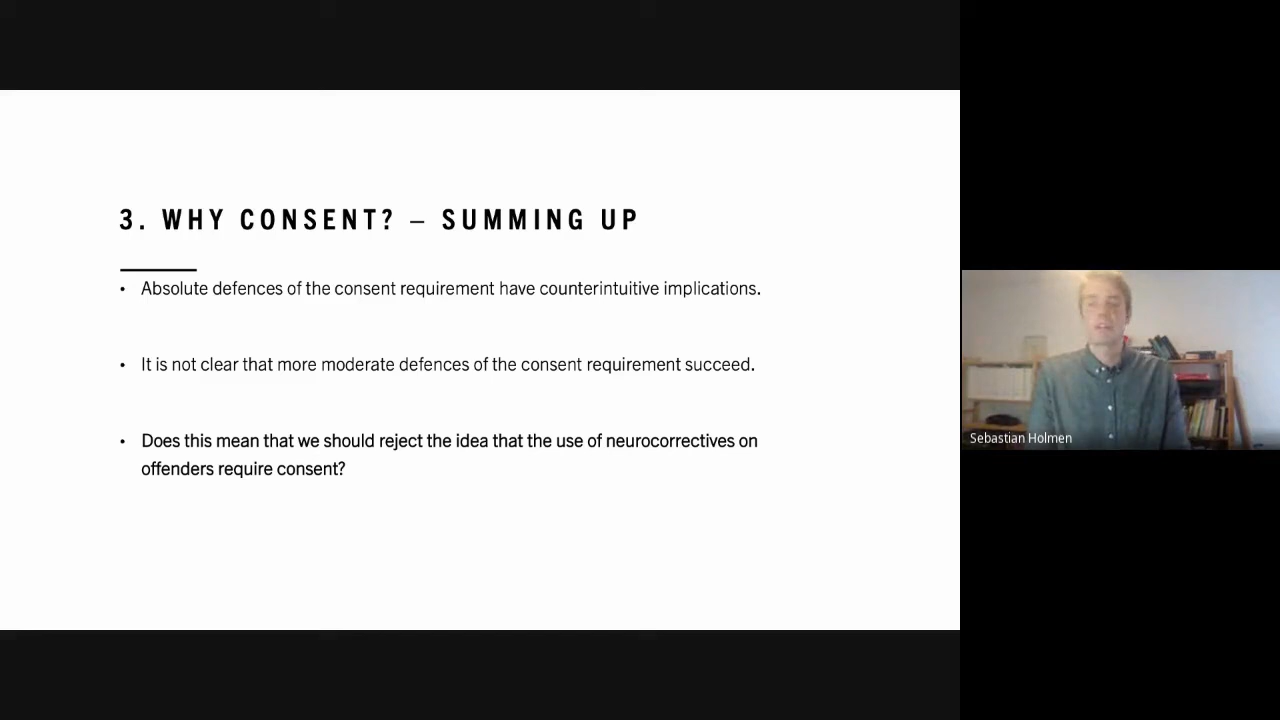 3. WHY CONSENT? – SUMMING UP
• Absolute defences of the consent requirement have counterintuitive implications.
• It is not clear that more moderate defences of the consent requirement succeed.
• Does this mean that we should reject the idea that the use of neurocorrectives on
offenders require consent?
Sebastian Holmen